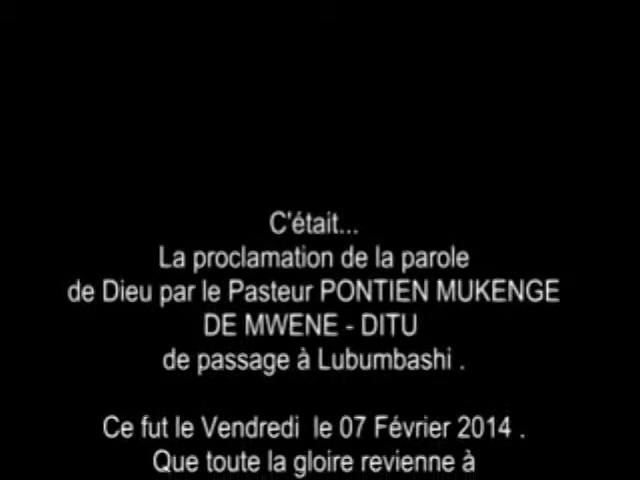 C'était...
La proclamation de la parole
de Dieu par le Pasteur PONTIEN MUKENGE
DE MWENE - DITU
de passage à Lubumbashi .
Ce fut le Vendredi le 07 Février 2014 .
Que toute la gloire revienne à